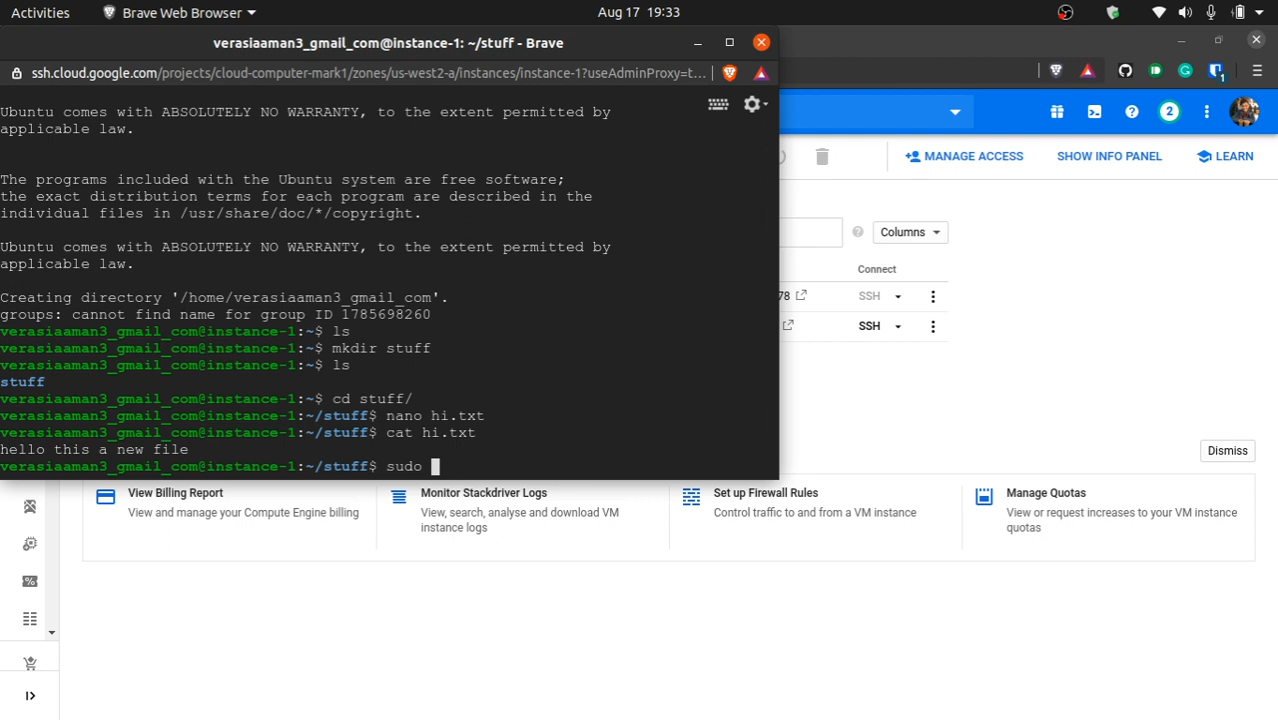 Activities
Brave Web Browser
Aug 17 19:33
verasiaaman3_gmail_com@instance-1: ~/stuff - Brave
ssh.cloud.google.com/projects/cloud-computer-mark1/zones/us-west2-a/instances/instance-1?useAdminProxy=t...
1
Ubuntu comes with ABSOLUTELY NO WARRANTY, to the extent permitted by
applicable law.
The programs included with the Ubuntu system are free software;
the exact distribution terms for each program are described in the
individual files in /usr/share/doc/*/copyright.
Ubuntu comes with ABSOLUTELY NO WARRANTY, to the extent permitted by
applicable law.
Creating directory '/home/verasiaaman3_gmail_com'.
groups: cannot find name for group ID 1785698260
verasiaaman3_gmail_com@instance-1:~$ ls
verasiaaman3_gmail_com@instance-1:~$ mkdir stuff
verasiaaman3_gmail_com@instance-1:~$ ls
stuff
verasiaaman3_gmail_com@instance-1:~$ cd stuff/
verasiaaman3_gmail_com@instance-1:~/stuff$ nano hi.txt
verasiaaman3_gmail_com@instance-1:~/stuff$ cat hi.txt
hello this a new file
verasiaaman3_gmail_com@instance-1:~/stuff$ sudo
2
MANAGE ACCESS
SHOW INFO PANEL
LEARN
Columns
Connect
78
SSH
SSH
Dismiss
View Billing Report
View and manage your Compute Engine billing
Monitor Stackdriver Logs
View, search, analyse and download VM
instance logs
Set up Firewall Rules
Control traffic to and from a VM instance
Manage Quotas
View or request increases to your VM instance
quotas